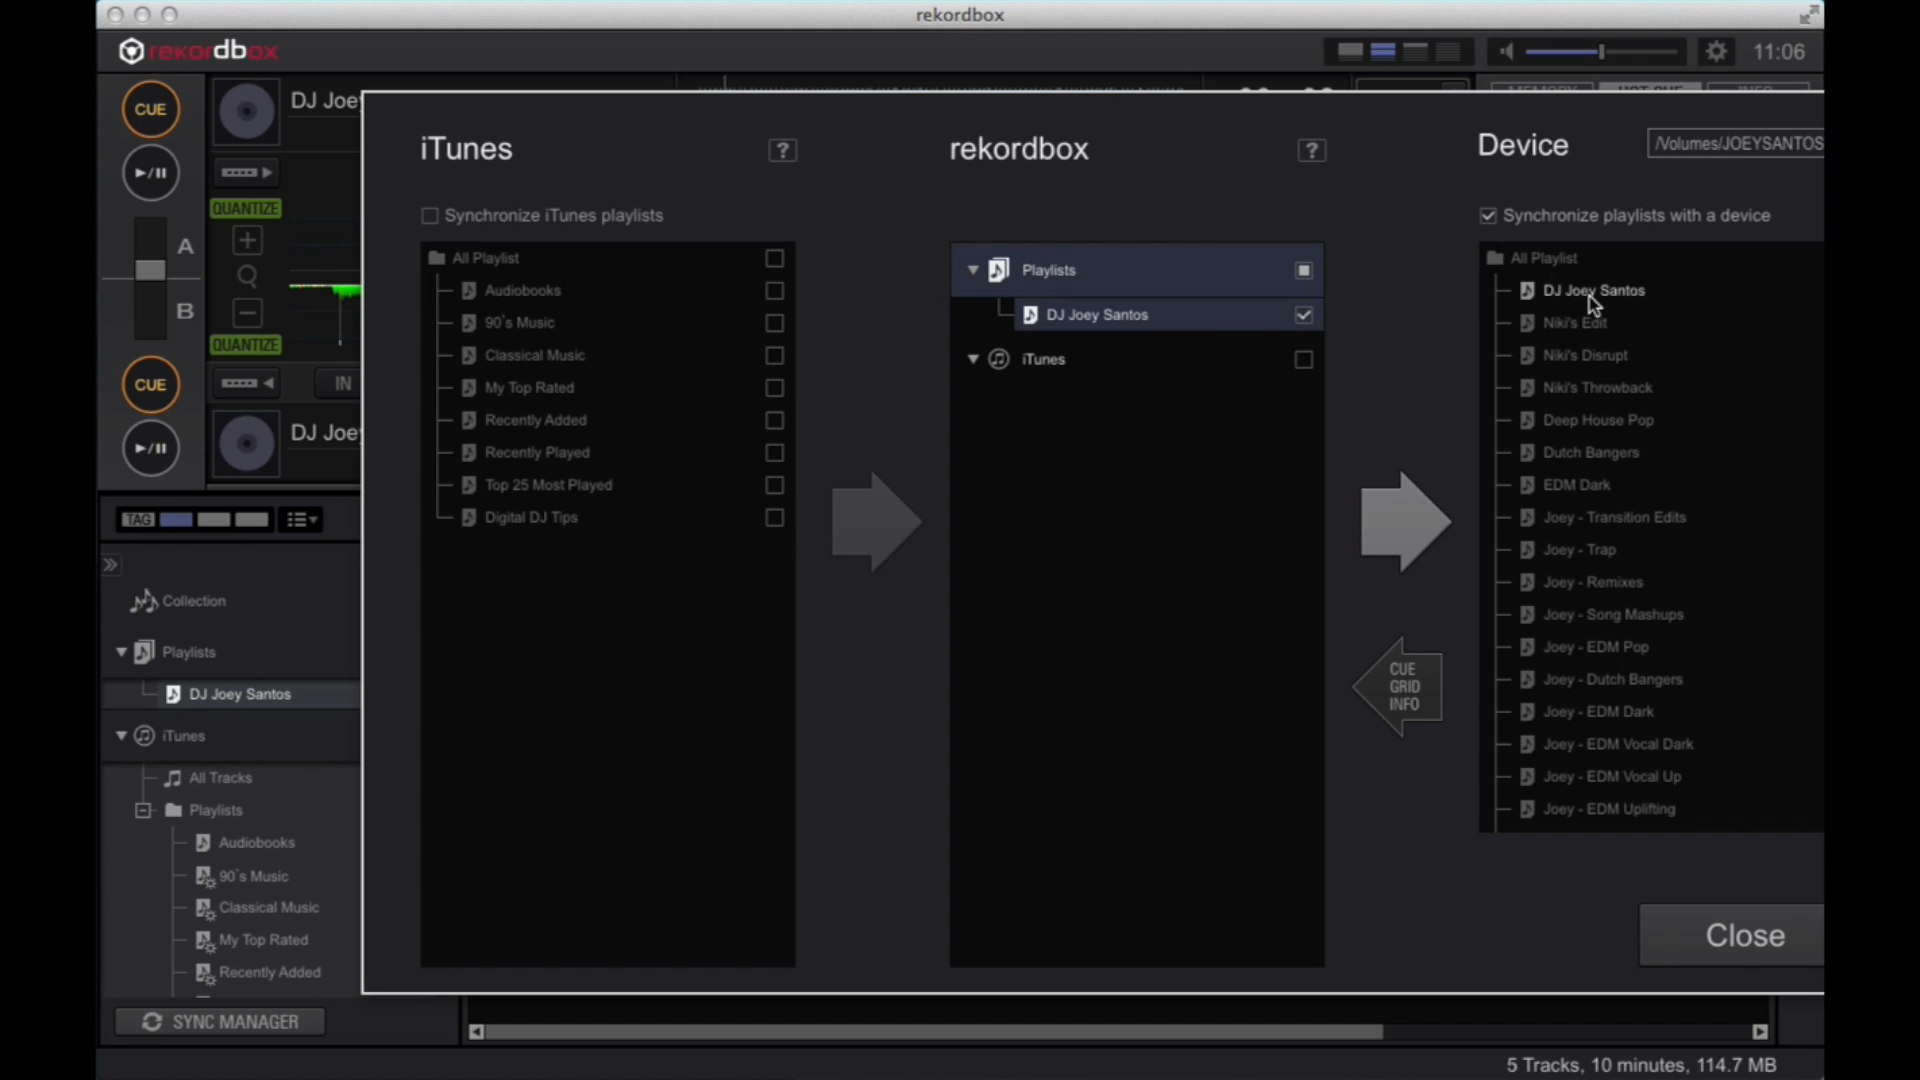 rekordbox
rekordbox
11:06
CUE
DJ Joey
MEMORY
HOT CUE
INFO
iTunes
?
rekordbox
?
Device
/Volumes/JOEYSANTOS
QUANTIZE
Synchronize iTunes playlists
Synchronize playlists with a device
A
B
QUANTIZE
CUE
IN
DJ Joey
All Playlist
Audiobooks
90's Music
Classical Music
My Top Rated
Recently Added
Recently Played
Top 25 Most Played
Digital DJ Tips
Playlists
DJ Joey Santos
iTunes
All Playlist
DJ Joey Santos
Niki's Edit
Niki's Disrupt
Niki's Throwback
Deep House Pop
Dutch Bangers
EDM Dark
Joey - Transition Edits
Joey - Trap
Joey - Remixes
Joey - Song Mashups
Joey - EDM Pop
Joey - Dutch Bangers
Joey - EDM Dark
Joey - EDM Vocal Dark
Joey - EDM Vocal Up
Joey - EDM Uplifting
CUE
GRID
INFO
TAG
Collection
Playlists
DJ Joey Santos
iTunes
All Tracks
Playlists
Audiobooks
90's Music
Classical Music
My Top Rated
Recently Added
Close
SYNC MANAGER
5 Tracks, 10 minutes, 114.7 MB